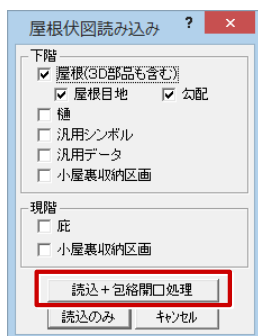 屋根伏図読み込み ? ×
下階
屋根(3D部品も含む)
屋根目地 勾配
樋
汎用シンボル
汎用データ
小屋裏収納区画
現階
庇
小屋裏収納区画
読込+包絡開口処理
読込のみ キャンセル